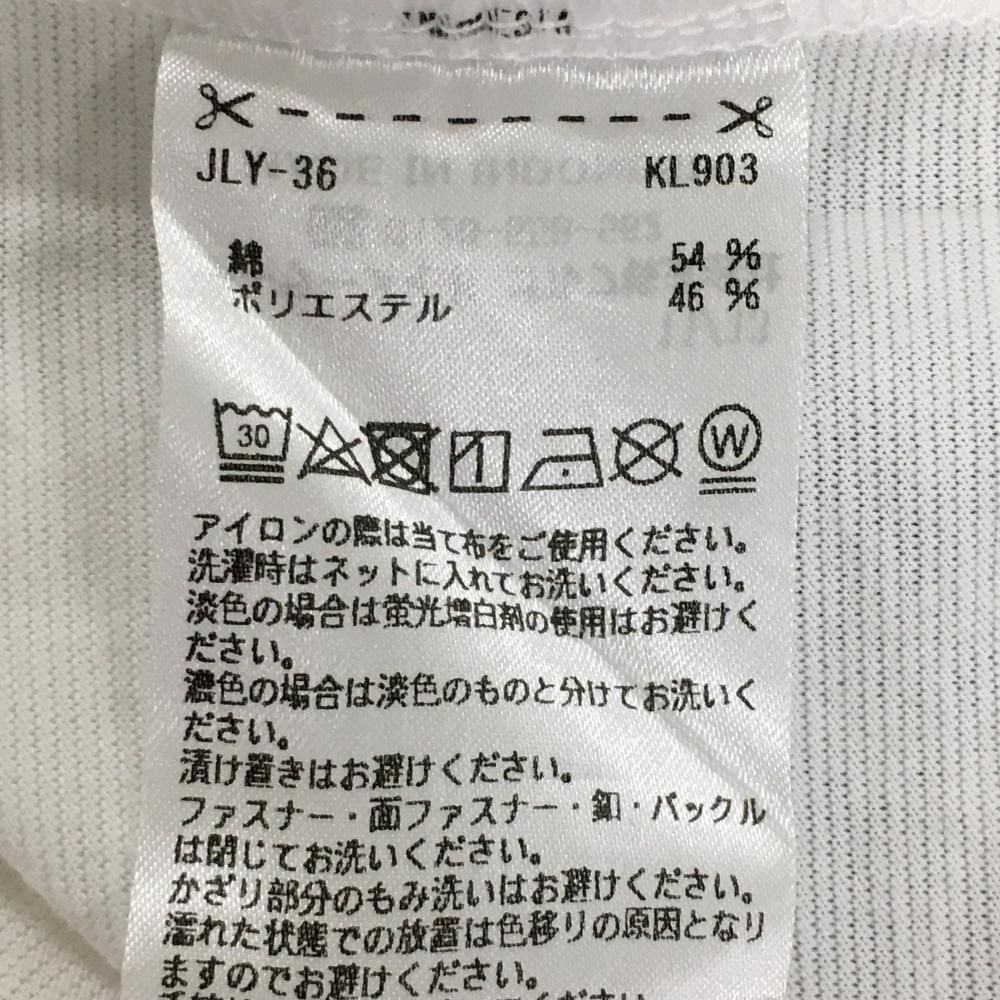 JLY-36 KL903
綿 54 %
ポリエステル 46 %
30 W
アイロンの際は当て布をご使用ください。
洗濯時はネットに入れてお洗いください。
淡色の場合は蛍光増白剤の使用はお避けく
ださい。
濃色の場合は淡色のものと分けてお洗いく
ださい。
漬け置きはお避けください。
ファスナー・面ファスナー・釦・バックル
は閉じてお洗いください。
かざり部分のもみ洗いはお避けください。
濡れた状態での放置は色移りの原因となり
ますのでお避けください。